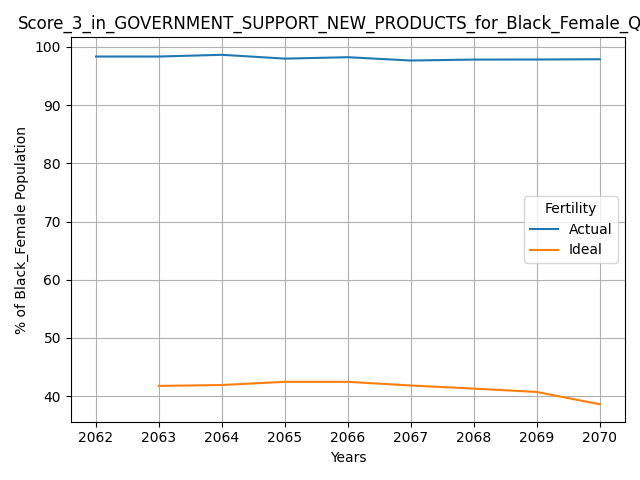 Score_3_in_GOVERNMENT_SUPPORT_NEW_PRODUCTS_for_Black_Female_Q
100
90
80
70
60
50
40
% of Black_Female Population
Fertility
Actual
Ideal
2062 2063 2064 2065 2066 2067 2068 2069 2070
Years